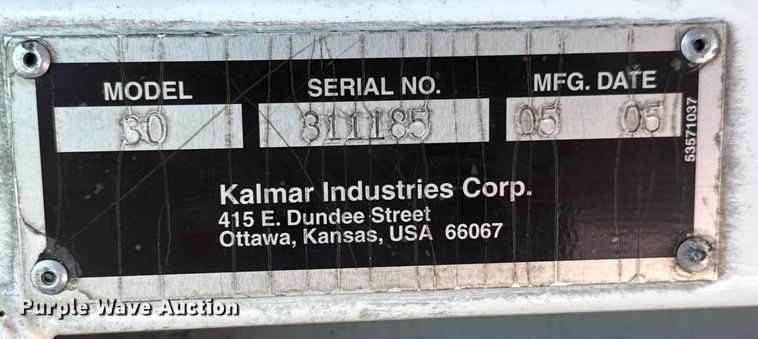 MODEL SERIAL NO. MFG. DATE
30 311185 05 05
53571037
Kalmar Industries Corp.
415 E. Dundee Street
Ottawa, Kansas, USA 66067
Purple Wave Auction